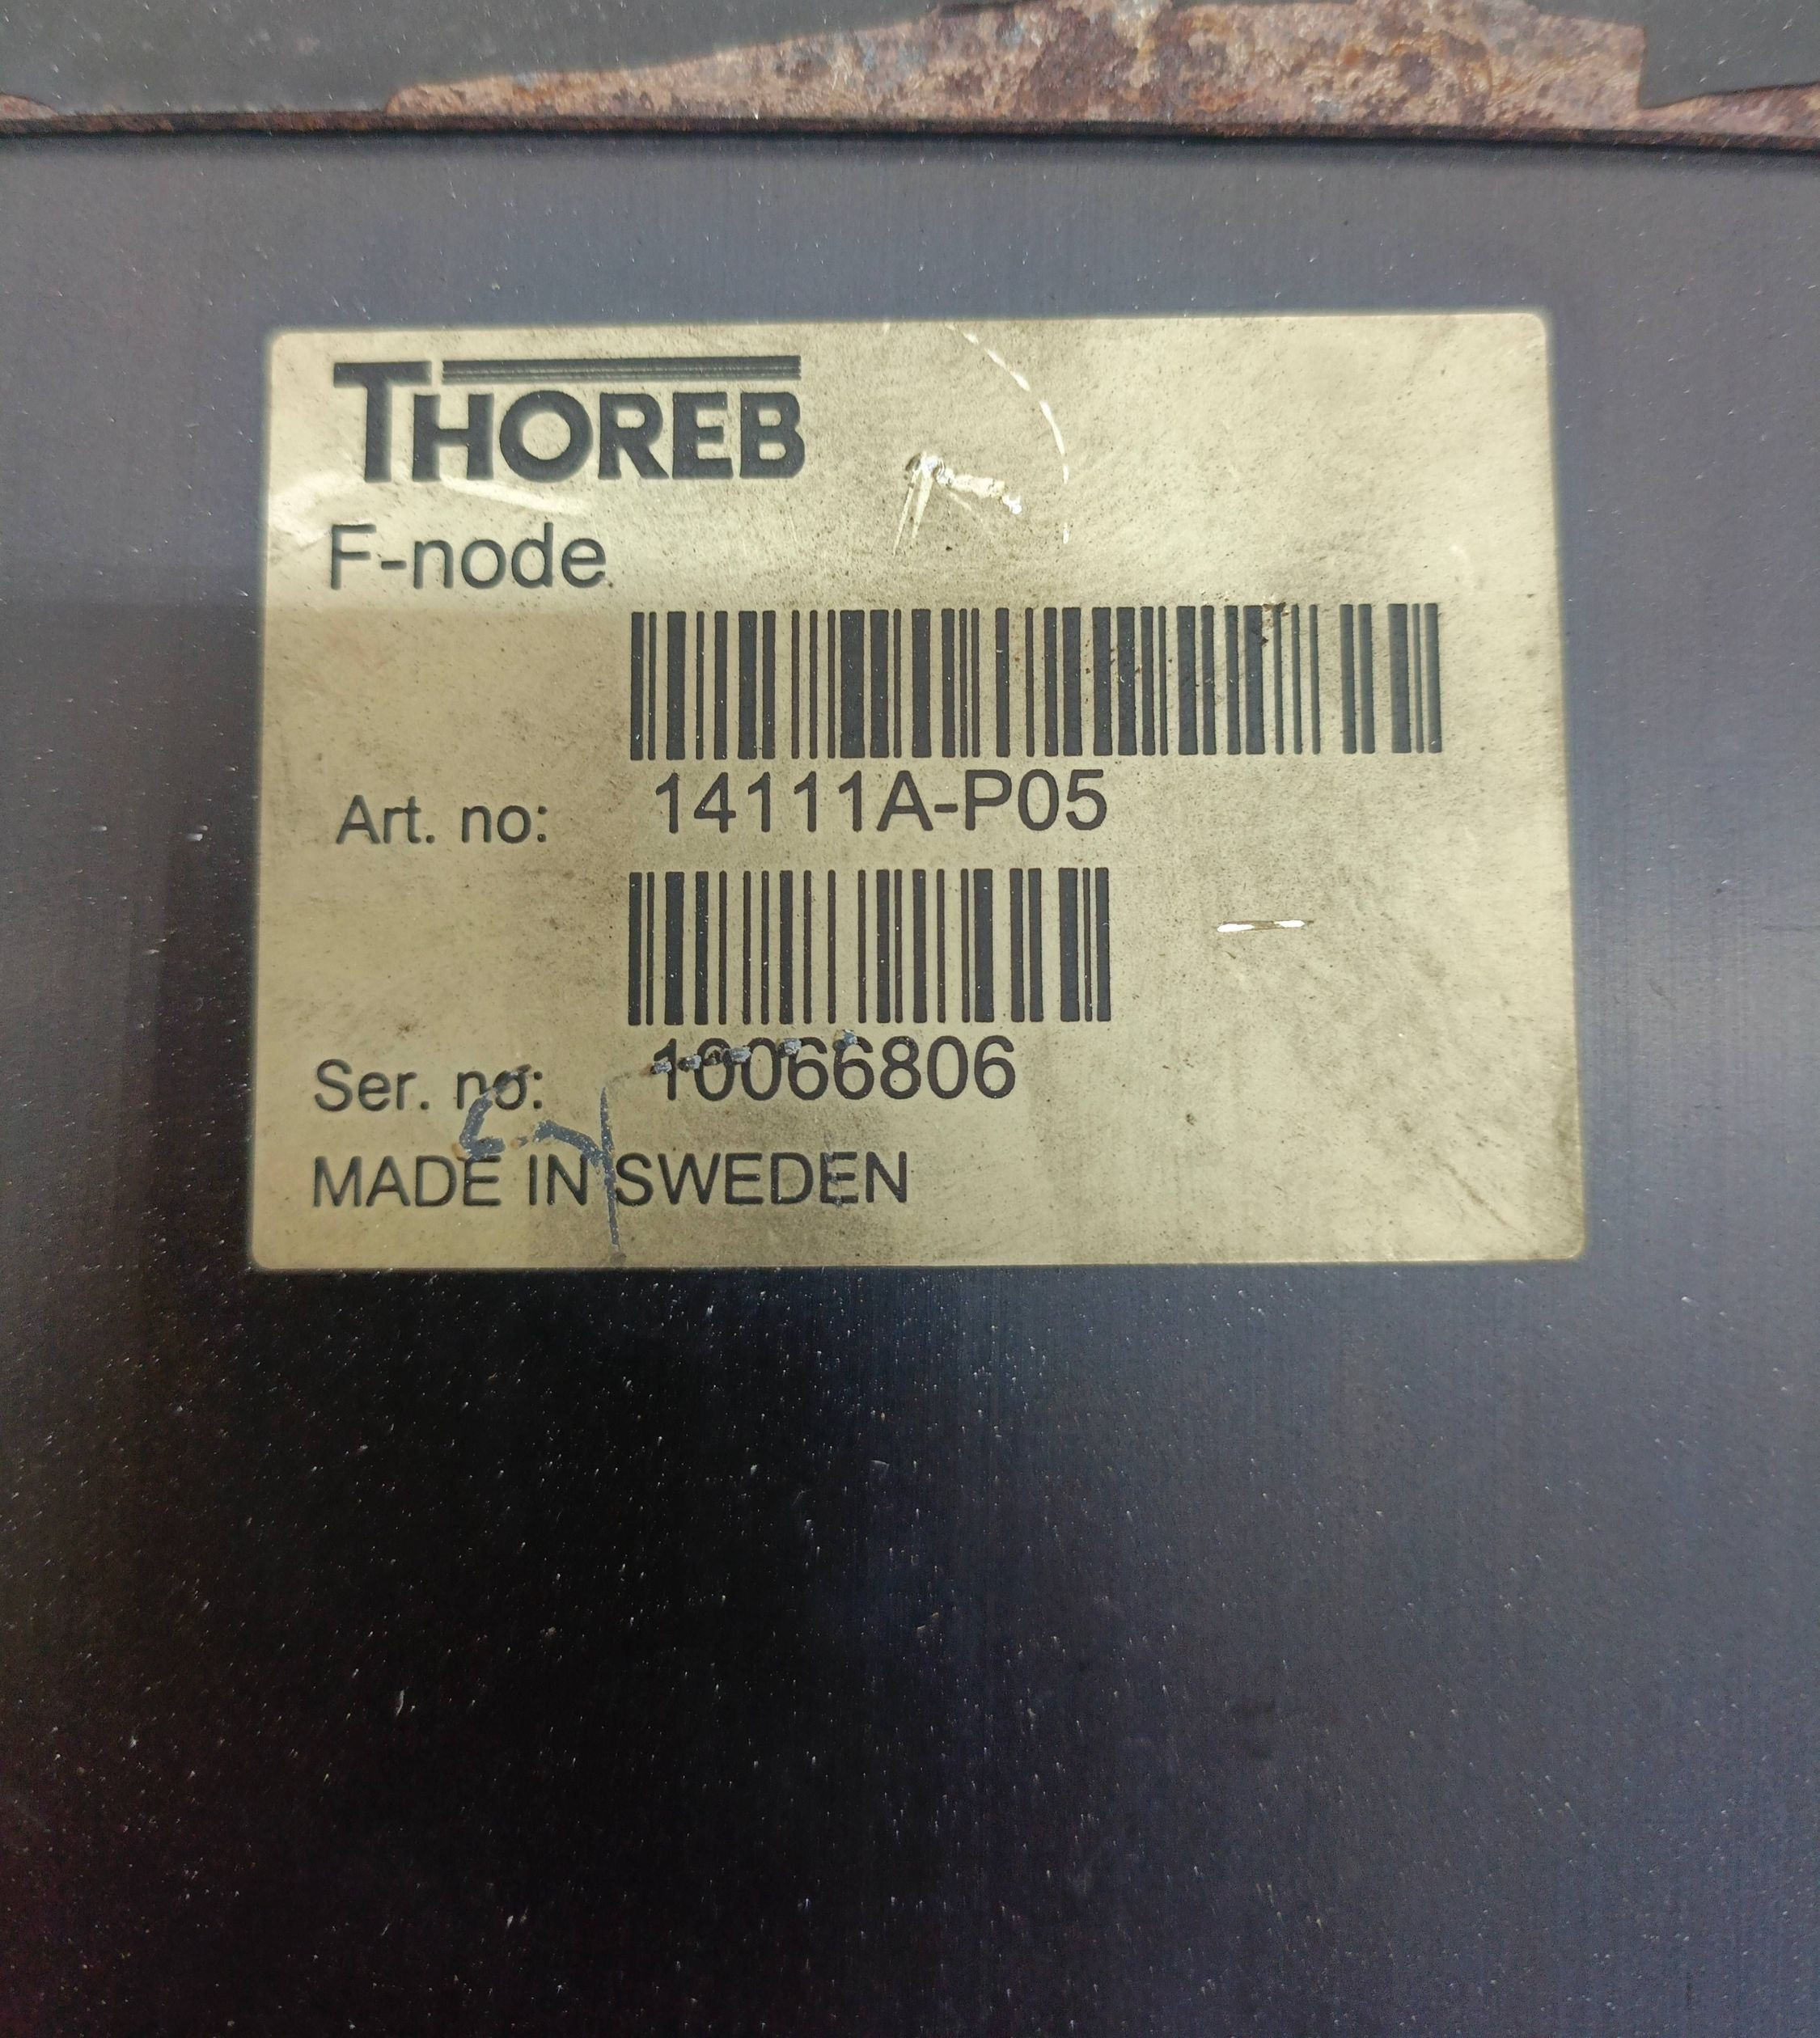 THOREB
F-node
Art. no: 14111A-P05
Ser. no: 10066806
MADE IN SWEDEN